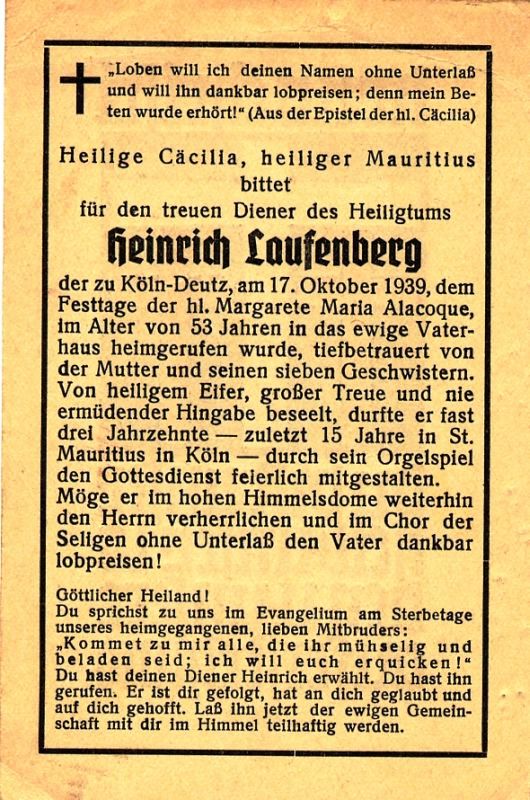 „Loben will ich deinen Namen ohne Unterlaß
und will ihn dankbar lobpreisen; denn mein Be-
ten wurde erhört!“ (Aus der Epistel der hl. Cäcilia)
Heilige Cäcilia, heiliger Mauritius
bittet
für den treuen Diener des Heiligtums
Heinrich Laufenberg
der zu Köln-Deutz, am 17. Oktober 1939, dem
Festtage der hl. Margarete Maria Alacoque,
im Alter von 53 Jahren in das ewige Vater-
haus heimgerufen wurde, tiefbetrauert von
der Mutter und seinen sieben Geschwistern.
Von heiligem Eifer, großer Treue und nie
ermüdender Hingabe beseelt, durfte er fast
drei Jahrzehnte — zuletzt 15 Jahre in St.
Mauritius in Köln — durch sein Orgelspiel
den Gottesdienst feierlich mitgestalten.
Möge er im hohen Himmelsdome weiterhin
den Herrn verherrlichen und im Chor der
Seligen ohne Unterlaß den Vater dankbar
lobpreisen!
Göttlicher Heiland!
Du sprichst zu uns im Evangelium am Sterbetage
unseres heimgegangenen, lieben Mitbruders:
„Kommet zu mir alle, die ihr mühselig und
beladen seid; ich will euch erquicken!“
Du hast deinen Diener Heinrich erwählt. Du hast ihn
gerufen. Er ist dir gefolgt, hat an dich geglaubt und
auf dich gehofft. Laß ihn jetzt der ewigen Gemein-
schaft mit dir im Himmel teilhaftig werden.